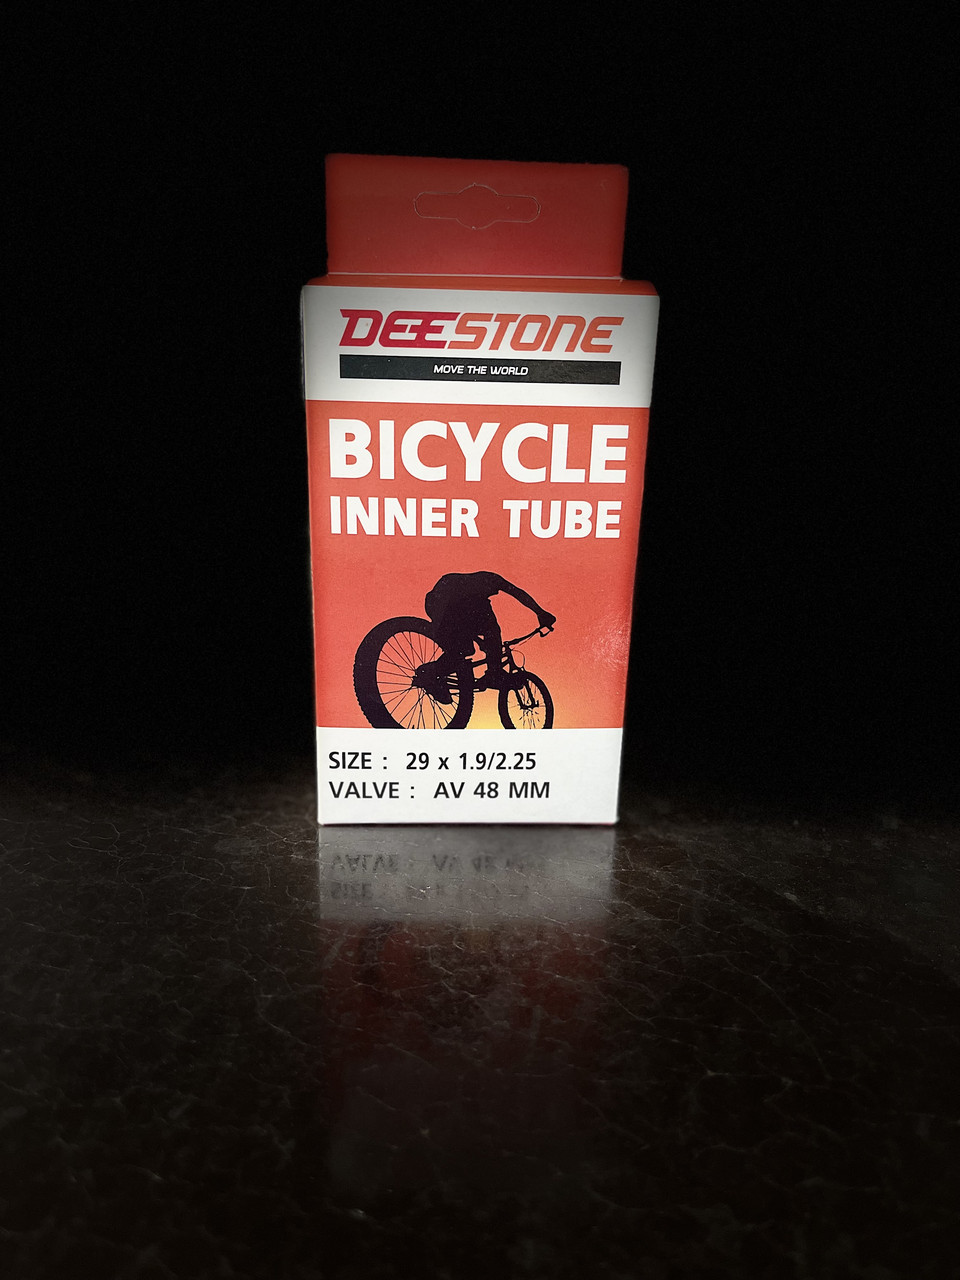 DEESTONE
MOVE THE WORLD
BICYCLE
INNER TUBE
SIZE : 29 x 1.9/2.25
VALVE : AV 48 MM